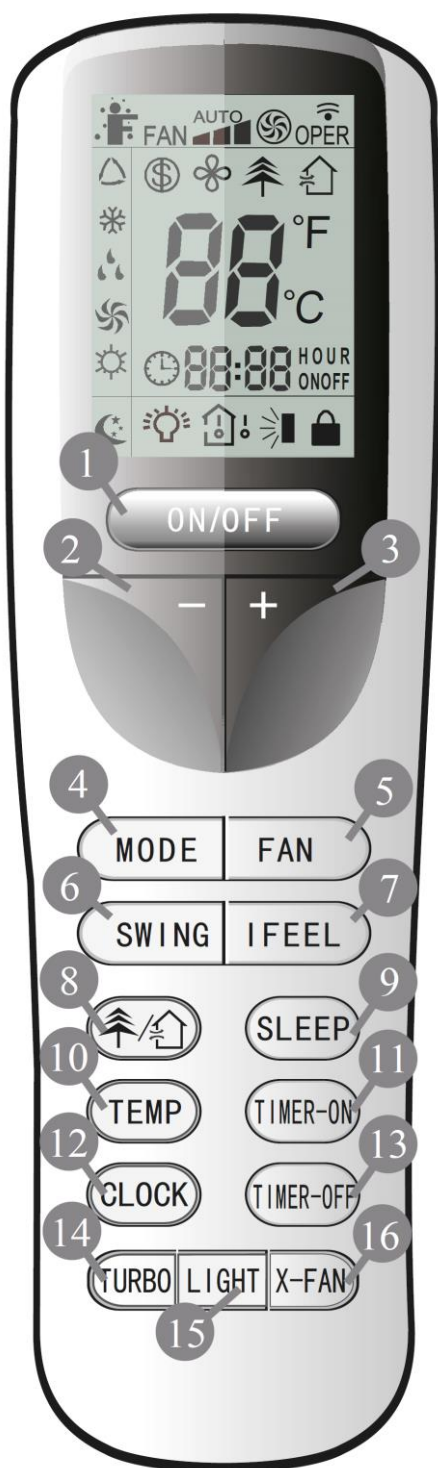 AUTO
FAN OPER
88 °F
°C
88:88 HOUR
ONOFF
1
ON/OFF
2 3
- +
4 5
MODE FAN
6 7
SWING IFEEL
8 9
/ SLEEP
10 11
TEMP TIMER-ON
12 13
CLOCK TIMER-OFF
14 16
TURBO LIGHT X-FAN
15